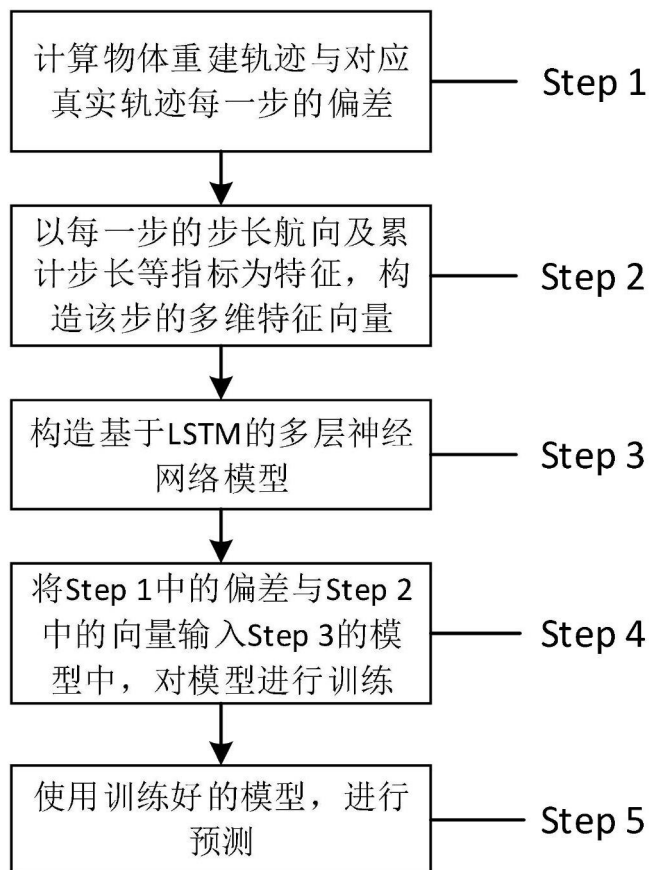 计算物体重建轨迹与对应
真实轨迹每一步的偏差
Step 1
以每一步的步长航向及累
计步长等指标为特征，构
造该步的多维特征向量
Step 2
构造基于LSTM的多层神经
网络模型
Step 3
将Step 1中的偏差与Step 2
中的向量输入Step 3的模
型中，对模型进行训练
Step 4
使用训练好的模型，进行
预测
Step 5